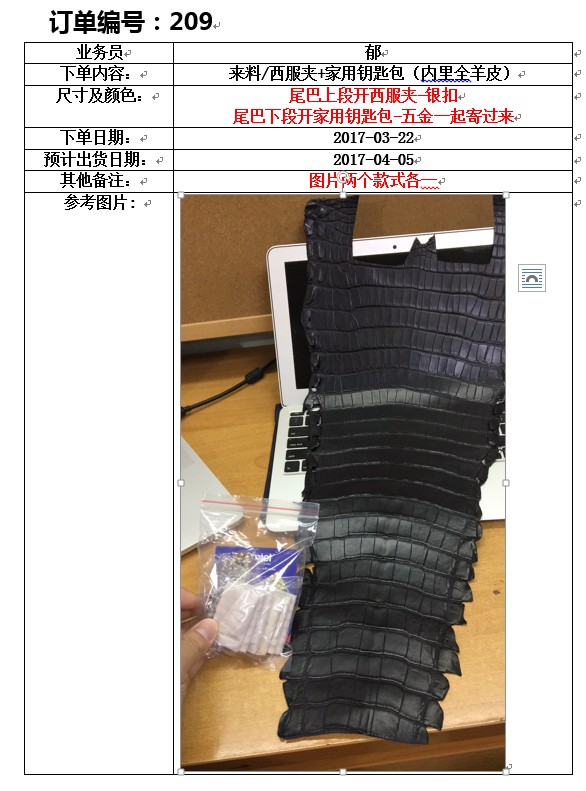 订单编号：209
业务员 郁
下单内容： 来料/西服夹+家用钥匙包（内里全羊皮）
尺寸及颜色： 尾巴上段开西服夹-银扣
尾巴下段开家用钥匙包-五金一起寄过来
下单日期： 2017-03-22
预计出货日期： 2017-04-05
其他备注： 图片两个款式各一
参考图片：